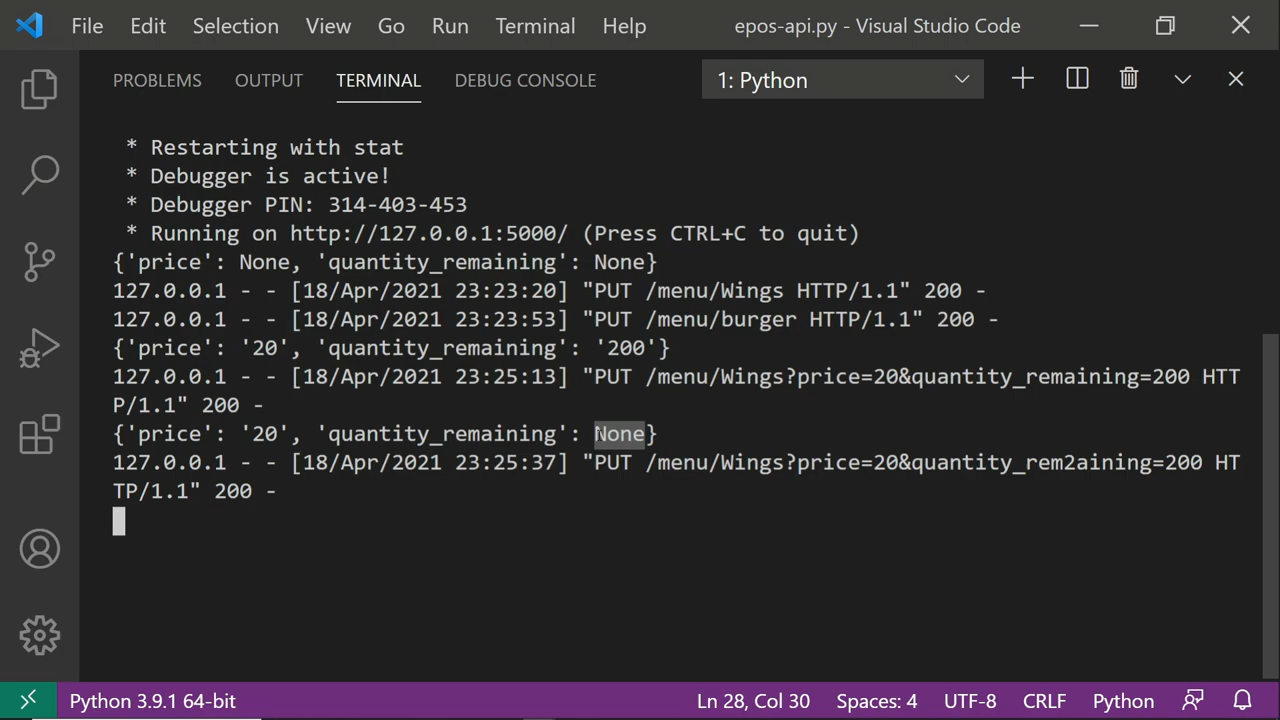 File Edit Selection View Go Run Terminal Help epos-api.py - Visual Studio Code
PROBLEMS OUTPUT TERMINAL DEBUG CONSOLE 1: Python
* Restarting with stat
* Debugger is active!
* Debugger PIN: 314-403-453
* Running on http://127.0.0.1:5000/ (Press CTRL+C to quit)
{'price': None, 'quantity_remaining': None}
127.0.0.1 - - [18/Apr/2021 23:23:20] "PUT /menu/Wings HTTP/1.1" 200 -
127.0.0.1 - - [18/Apr/2021 23:23:53] "PUT /menu/burger HTTP/1.1" 200 -
{'price': '20', 'quantity_remaining': '200'}
127.0.0.1 - - [18/Apr/2021 23:25:13] "PUT /menu/Wings?price=20&quantity_remaining=200 HTT
P/1.1" 200 -
{'price': '20', 'quantity_remaining': None}
127.0.0.1 - - [18/Apr/2021 23:25:37] "PUT /menu/Wings?price=20&quantity_rem2aining=200 HT
TP/1.1" 200 -
Python 3.9.1 64-bit Ln 28, Col 30 Spaces: 4 UTF-8 CRLF Python